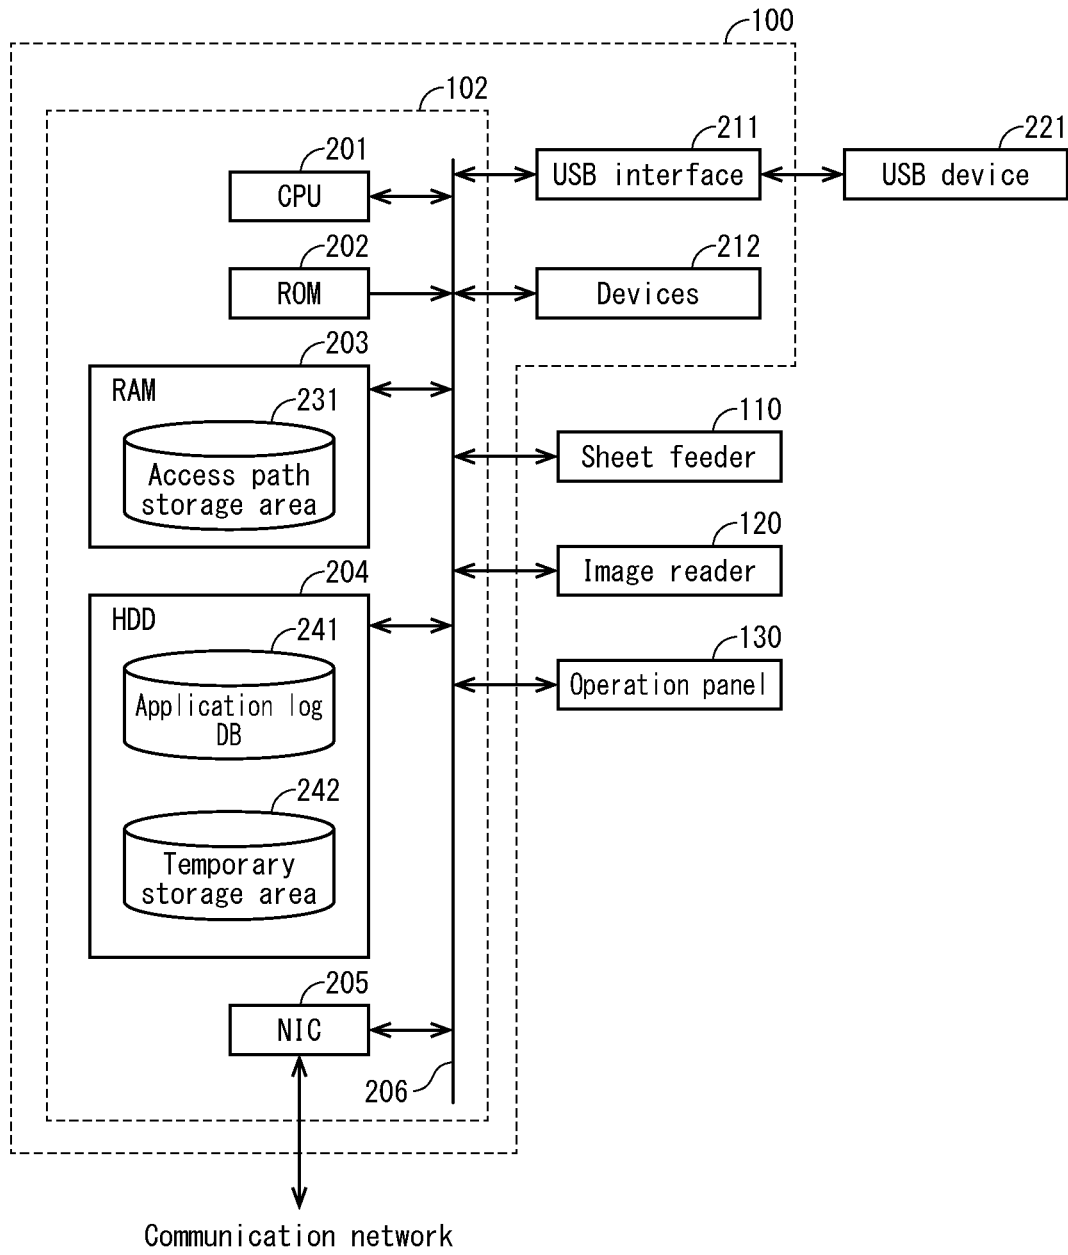 100
102
201
CPU
211
USB interface
221
USB device
202
ROM
212
Devices
203
RAM
231
Access path
storage area
110
Sheet feeder
120
Image reader
204
HDD
241
Application log
DB
130
Operation panel
242
Temporary
storage area
205
NIC
206
Communication network